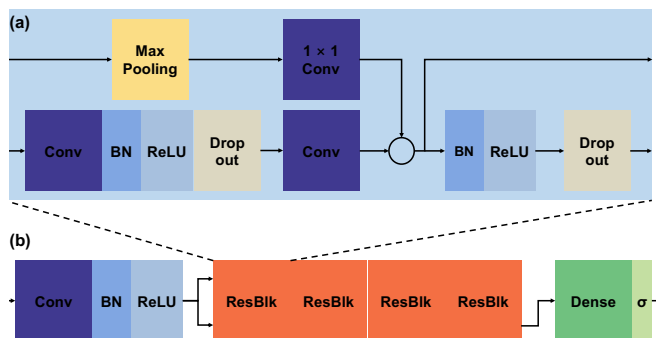 (a)
Max
Pooling
1 × 1
Conv
Conv
BN
ReLU
Drop
out
Conv
BN
ReLU
Drop
out
(b)
Conv
BN
ReLU
ResBlk
ResBlk
ResBlk
ResBlk
Dense
σ